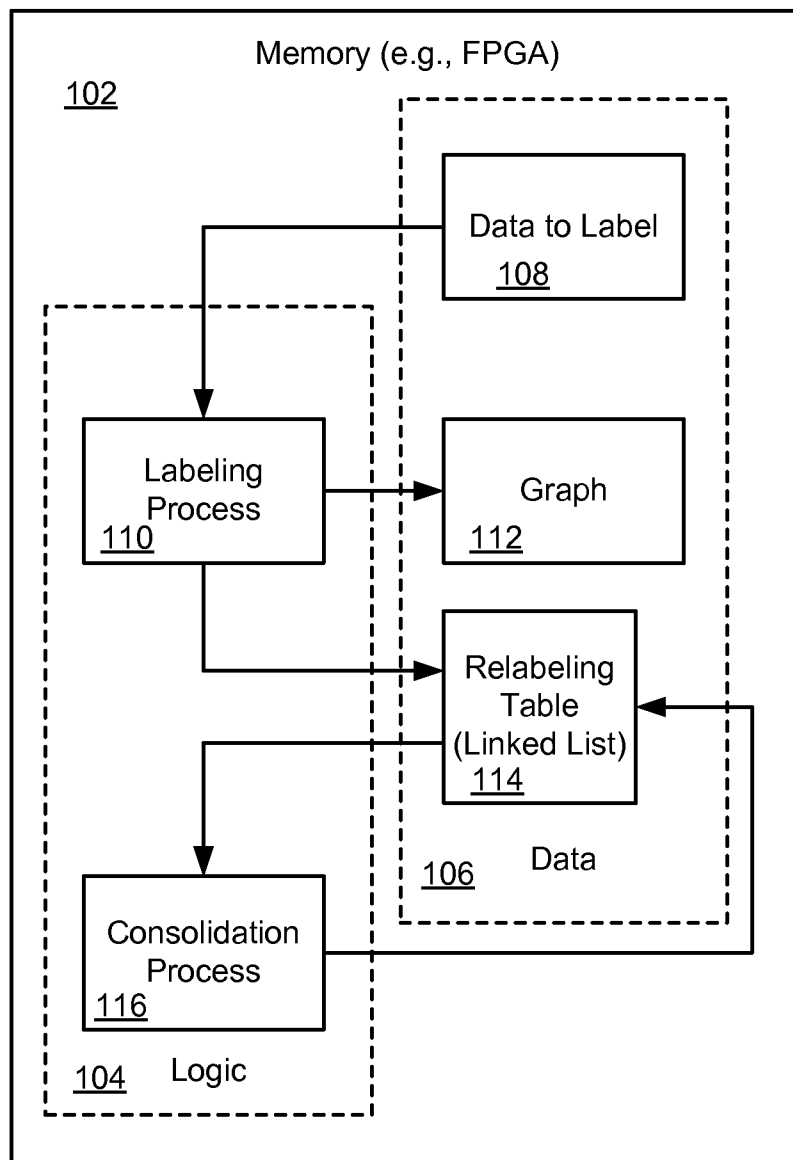 Memory (e.g., FPGA)
102
Data to Label
108
Labeling
Process
110
Graph
112
Relabeling
Table
(Linked List)
114
106
Data
Consolidation
Process
116
104
Logic